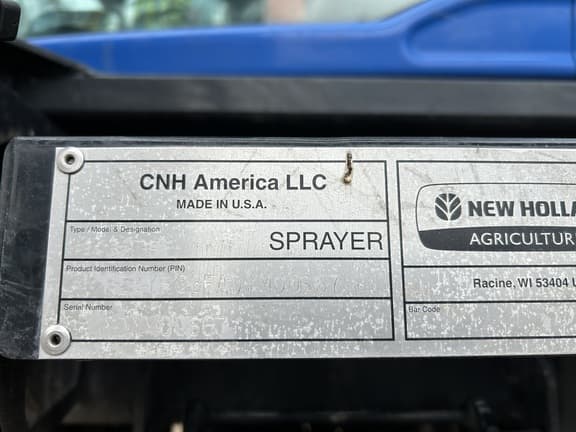 CNH America LLC
MADE IN U.S.A.
Type / Model & Designation
SPRAYER
Product Identification Number (PIN)
Serial Number
NEW HOLLA
AGRICULTUR
Racine, WI 53404 U
Bar Code